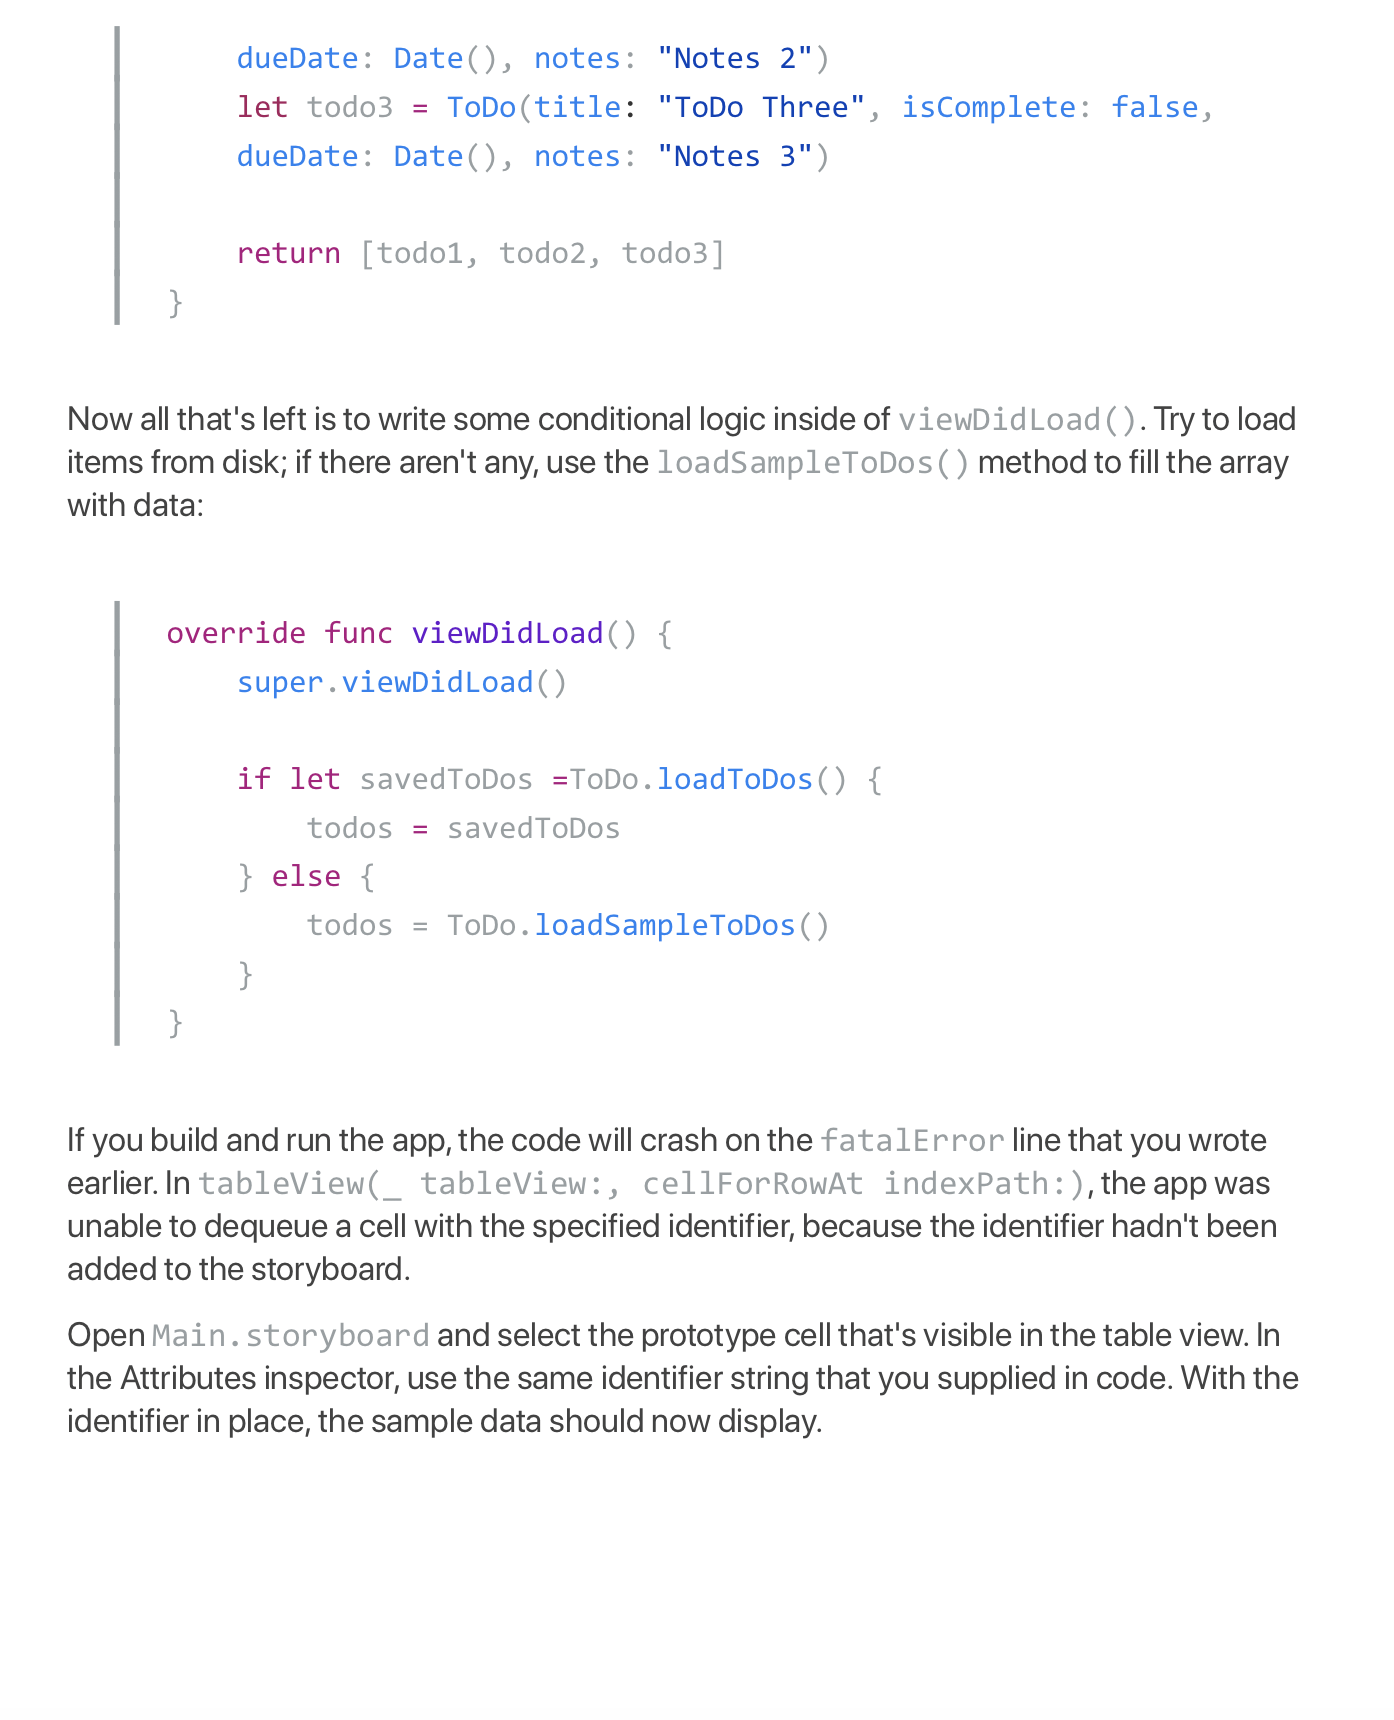 dueDate: Date(), notes: "Notes 2")
let todo3 = ToDo(title: "ToDo Three", isComplete: false,
dueDate: Date(), notes: "Notes 3")
return [todo1, todo2, todo3]
}
Now all that's left is to write some conditional logic inside of viewDidLoad(). Try to load
items from disk; if there aren't any, use the loadSampleToDos() method to fill the array
with data:
override func viewDidLoad() {
super.viewDidLoad()
if let savedToDos =ToDo.loadToDos() {
todos = savedToDos
} else {
todos = ToDo.loadSampleToDos()
}
}
If you build and run the app, the code will crash on the fatalError line that you wrote
earlier. In tableView(_ tableView:, cellForRowAt indexPath:), the app was
unable to dequeue a cell with the specified identifier, because the identifier hadn't been
added to the storyboard.
Open Main.storyboard and select the prototype cell that's visible in the table view. In
the Attributes inspector, use the same identifier string that you supplied in code. With the
identifier in place, the sample data should now display.